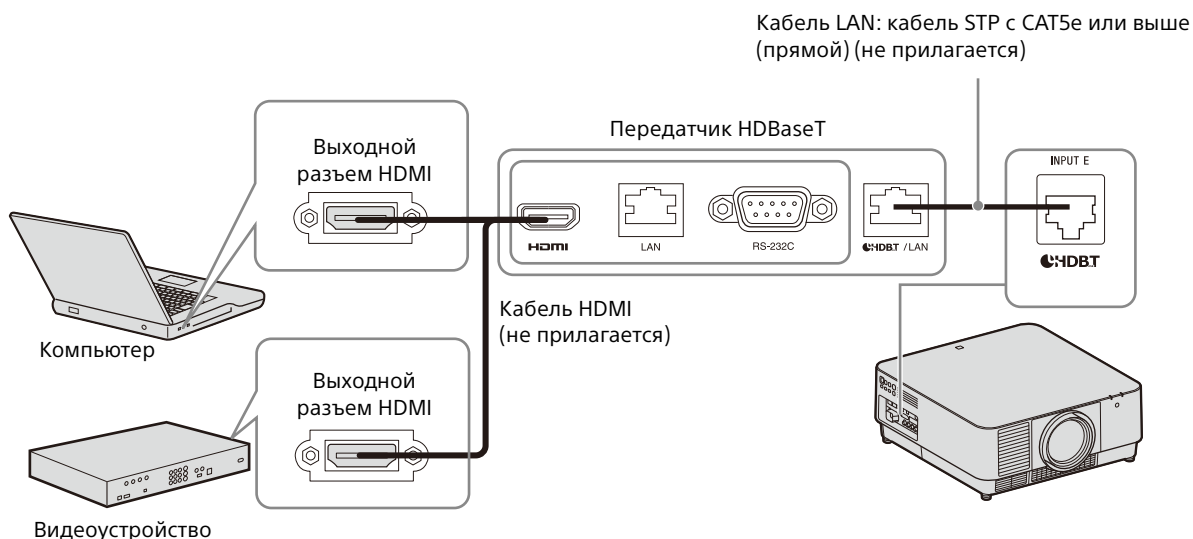 Кабель LAN: кабель STP с CAT5e или выше
(прямой) (не прилагается)
Передатчик HDBaseT
Выходной
разъем HDMI
INPUT E
HDMI
LAN
RS-232C
HDBT / LAN
HDBT
Кабель HDMI
(не прилагается)
Компьютер
Выходной
разъем HDMI
Видеоустройство